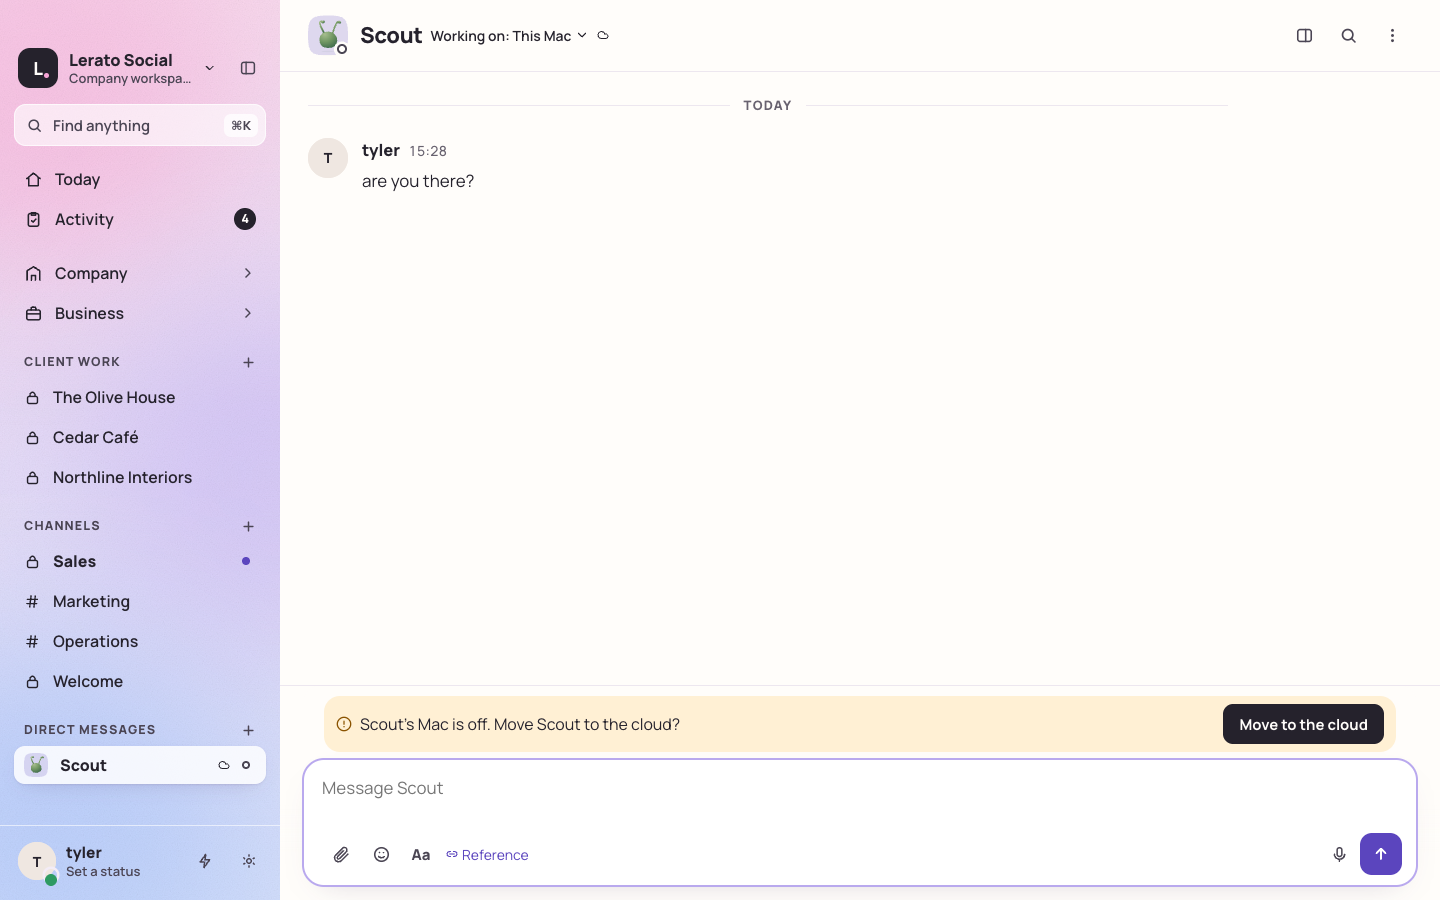 L.
Lerato Social
Company workspa...
Find anything
⌘K
Today
Activity
4
Company
Business
CLIENT WORK
The Olive House
Cedar Café
Northline Interiors
CHANNELS
Sales
# Marketing
# Operations
Welcome
DIRECT MESSAGES
Scout
T
tyler
Set a status
Scout Working on: This Mac
TODAY
T
tyler 15:28
are you there?
Scout's Mac is off. Move Scout to the cloud?
Move to the cloud
Message Scout
Aa
Reference